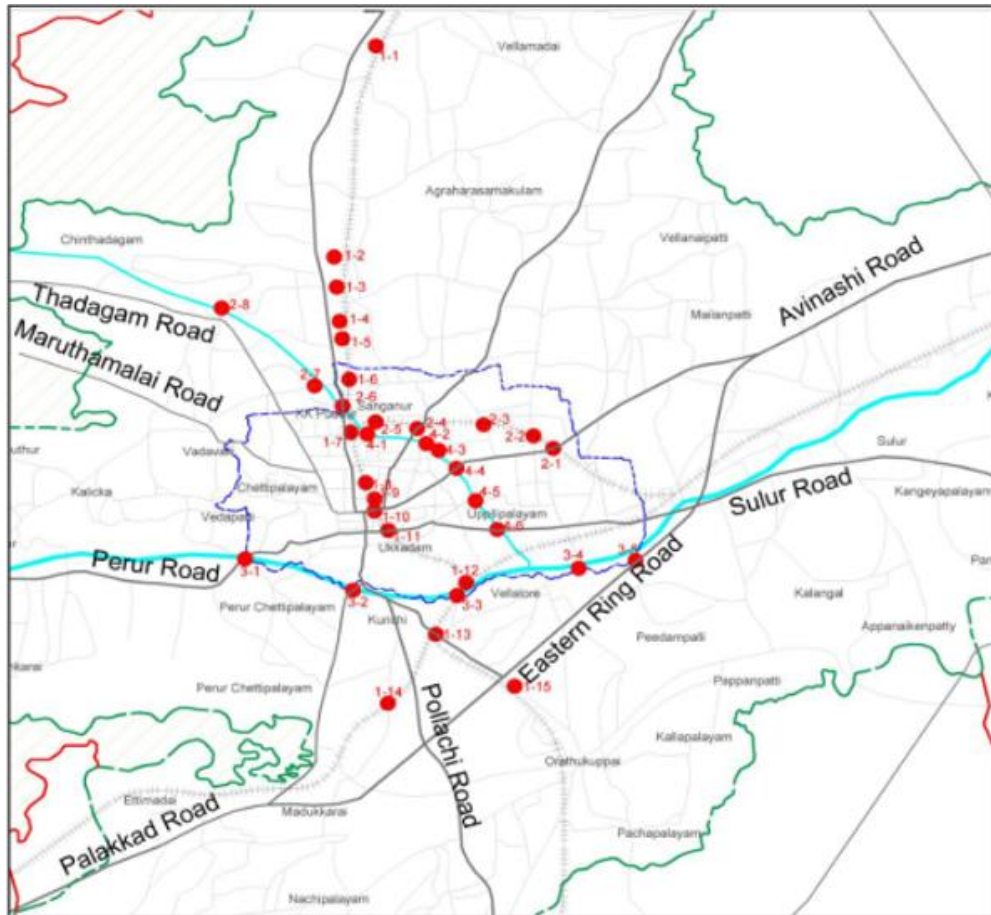 1-1
Vellamadai
Agraharasamakulam
Chinthadagam
Vellanaipatti
1-2
Avinashi Road
1-3
2-8
Thadagam Road
Mailanpatti
1-4
Maruthamalai Road
1-5
2-7
1-6
2-6
Sanganur
2-4
2-3
2-5
4-2
2-2
1-7
4-1
4-3
2-1
Sulur
4-4
Chettipalayam
Kalicka
4-5
Kangeyapalayam
Sulur Road
1-10
1-11
Ukkadam
Perur Road
3-1
3-4
1-12
3-2
3-3
Vellalore
Eastern Ring Road
Kalangal
Perur Chettipalayam
Kurichi
1-13
Peedampalli
Appanaikenpatty
Perur Chettipalayam
1-14
1-15
Pappanpatti
Pollachi Road
Kallapalayam
Orathukuppai
Ettimadai
Madukkarai
Palakkad Road
Pachapalayam
Nachipalayam